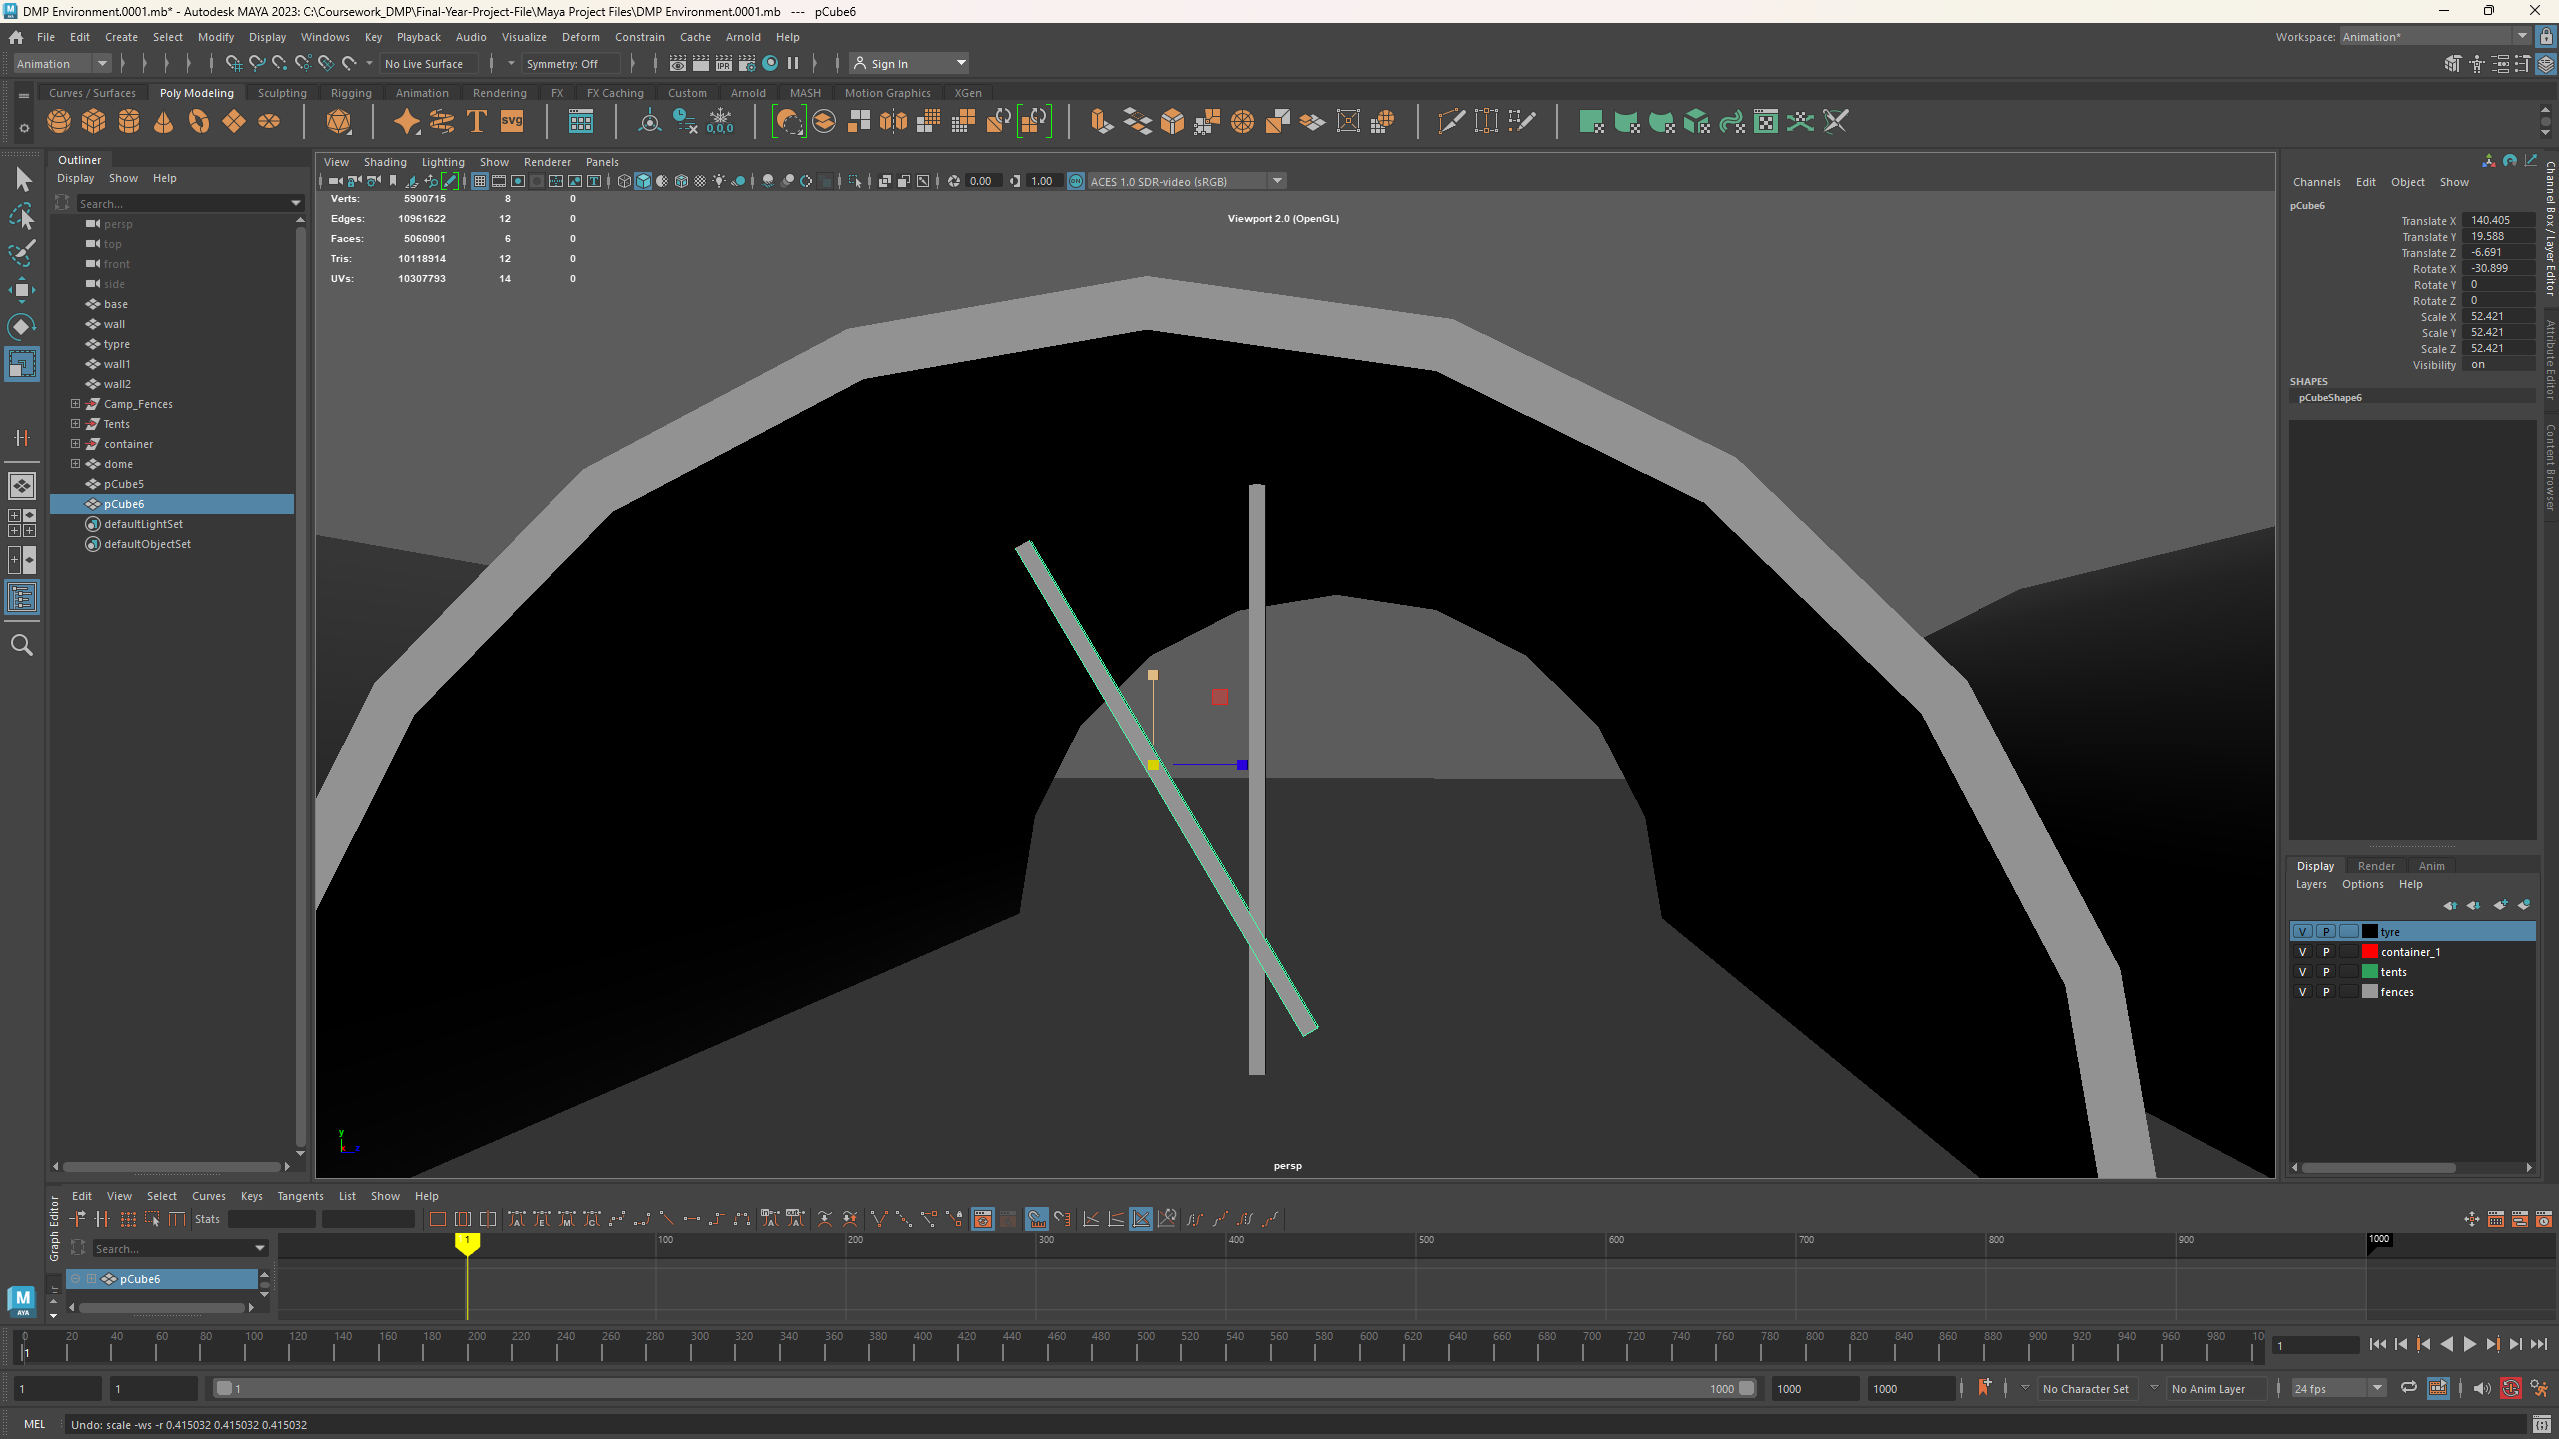 DMP Environment.0001.mb* - Autodesk MAYA 2023: C:\Coursework_DMP\Final-Year-Project-File\Maya Project Files\DMP Environment.0001.mb --- pCube6
File Edit Create Select Modify Display Windows Key Playback Audio Visualize Deform Constrain Cache Arnold Help
Workspace: Animation*
Animation No Live Surface Symmetry: Off Sign In
Curves / Surfaces Poly Modeling Sculpting Rigging Animation Rendering FX FX Caching Custom Arnold MASH Motion Graphics XGen
Outliner
Display Show Help
Search...
persp
top
front
side
base
wall
typre
wall1
wall2
Camp_Fences
Tents
container
dome
pCube5
pCube6
defaultLightSet
defaultObjectSet
View Shading Lighting Show Renderer Panels
0.00 1.00 ACES 1.0 SDR-video (sRGB)
Verts: 5900715 8 0
Edges: 10961622 12 0
Faces: 5060901 6 0
Tris: 10118914 12 0
UVs: 10307793 14 0
Viewport 2.0 (OpenGL)
y
z
persp
Channels Edit Object Show
pCube6
Translate X 140.405
Translate Y 19.588
Translate Z -6.691
Rotate X -30.899
Rotate Y 0
Rotate Z 0
Scale X 52.421
Scale Y 52.421
Scale Z 52.421
Visibility on
SHAPES
pCubeShape6
Channel Box / Layer Editor
Attribute Editor
Content Browser
Display Render Anim
Layers Options Help
V P tyre
V P container_1
V P tents
V P fences
Graph Editor
Edit View Select Curves Keys Tangents List Show Help
Stats
Search...
pCube6
1 100 200 300 400 500 600 700 800 900 1000
0 20 40 60 80 100 120 140 160 180 200 220 240 260 280 300 320 340 360 380 400 420 440 460 480 500 520 540 560 580 600 620 640 660 680 700 720 740 760 780 800 820 840 860 880 900 920 940 960 980 10
1
1
1 1 1 1000 1000 1000 No Character Set No Anim Layer 24 fps
MEL Undo: scale -ws -r 0.415032 0.415032 0.415032